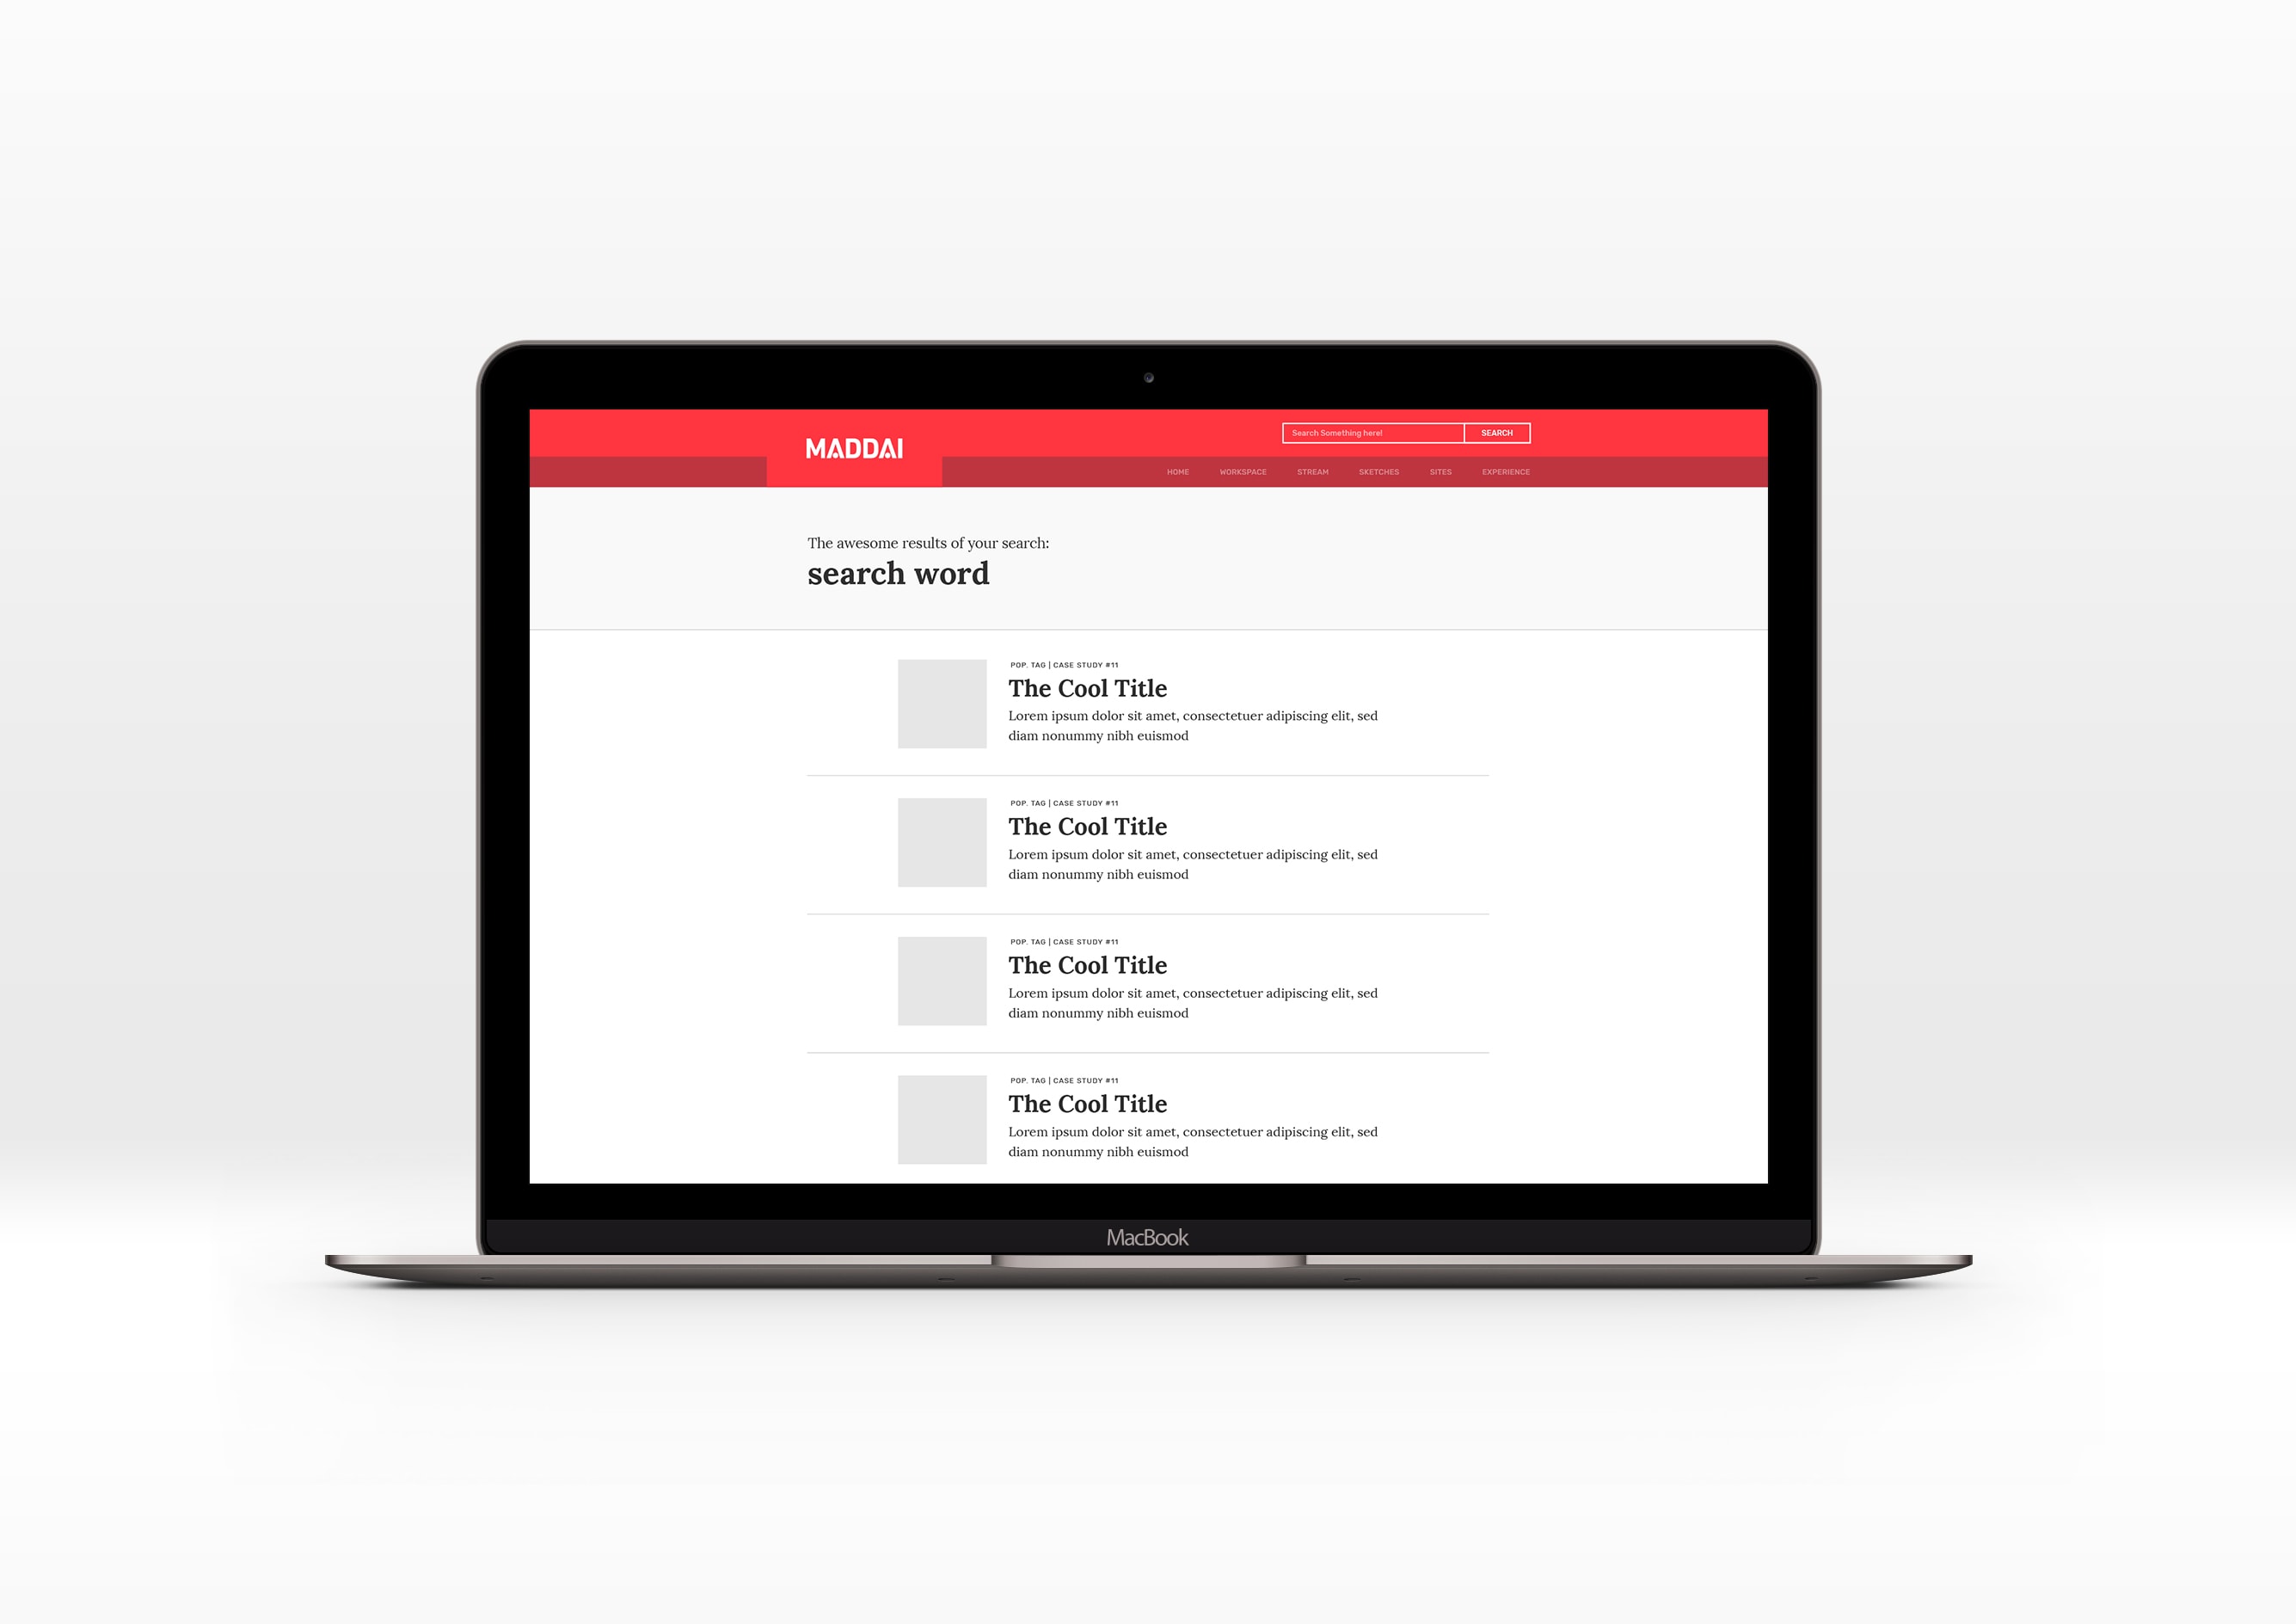 Search Something here!
SEARCH
MADDAI
HOME WORKSPACE STREAM SKETCHES SITES EXPERIENCE
The awesome results of your search:
search word
POP. TAG | CASE STUDY #11
The Cool Title
Lorem ipsum dolor sit amet, consectetuer adipiscing elit, sed
diam nonummy nibh euismod
POP. TAG | CASE STUDY #11
The Cool Title
Lorem ipsum dolor sit amet, consectetuer adipiscing elit, sed
diam nonummy nibh euismod
POP. TAG | CASE STUDY #11
The Cool Title
Lorem ipsum dolor sit amet, consectetuer adipiscing elit, sed
diam nonummy nibh euismod
POP. TAG | CASE STUDY #11
The Cool Title
Lorem ipsum dolor sit amet, consectetuer adipiscing elit, sed
diam nonummy nibh euismod
MacBook